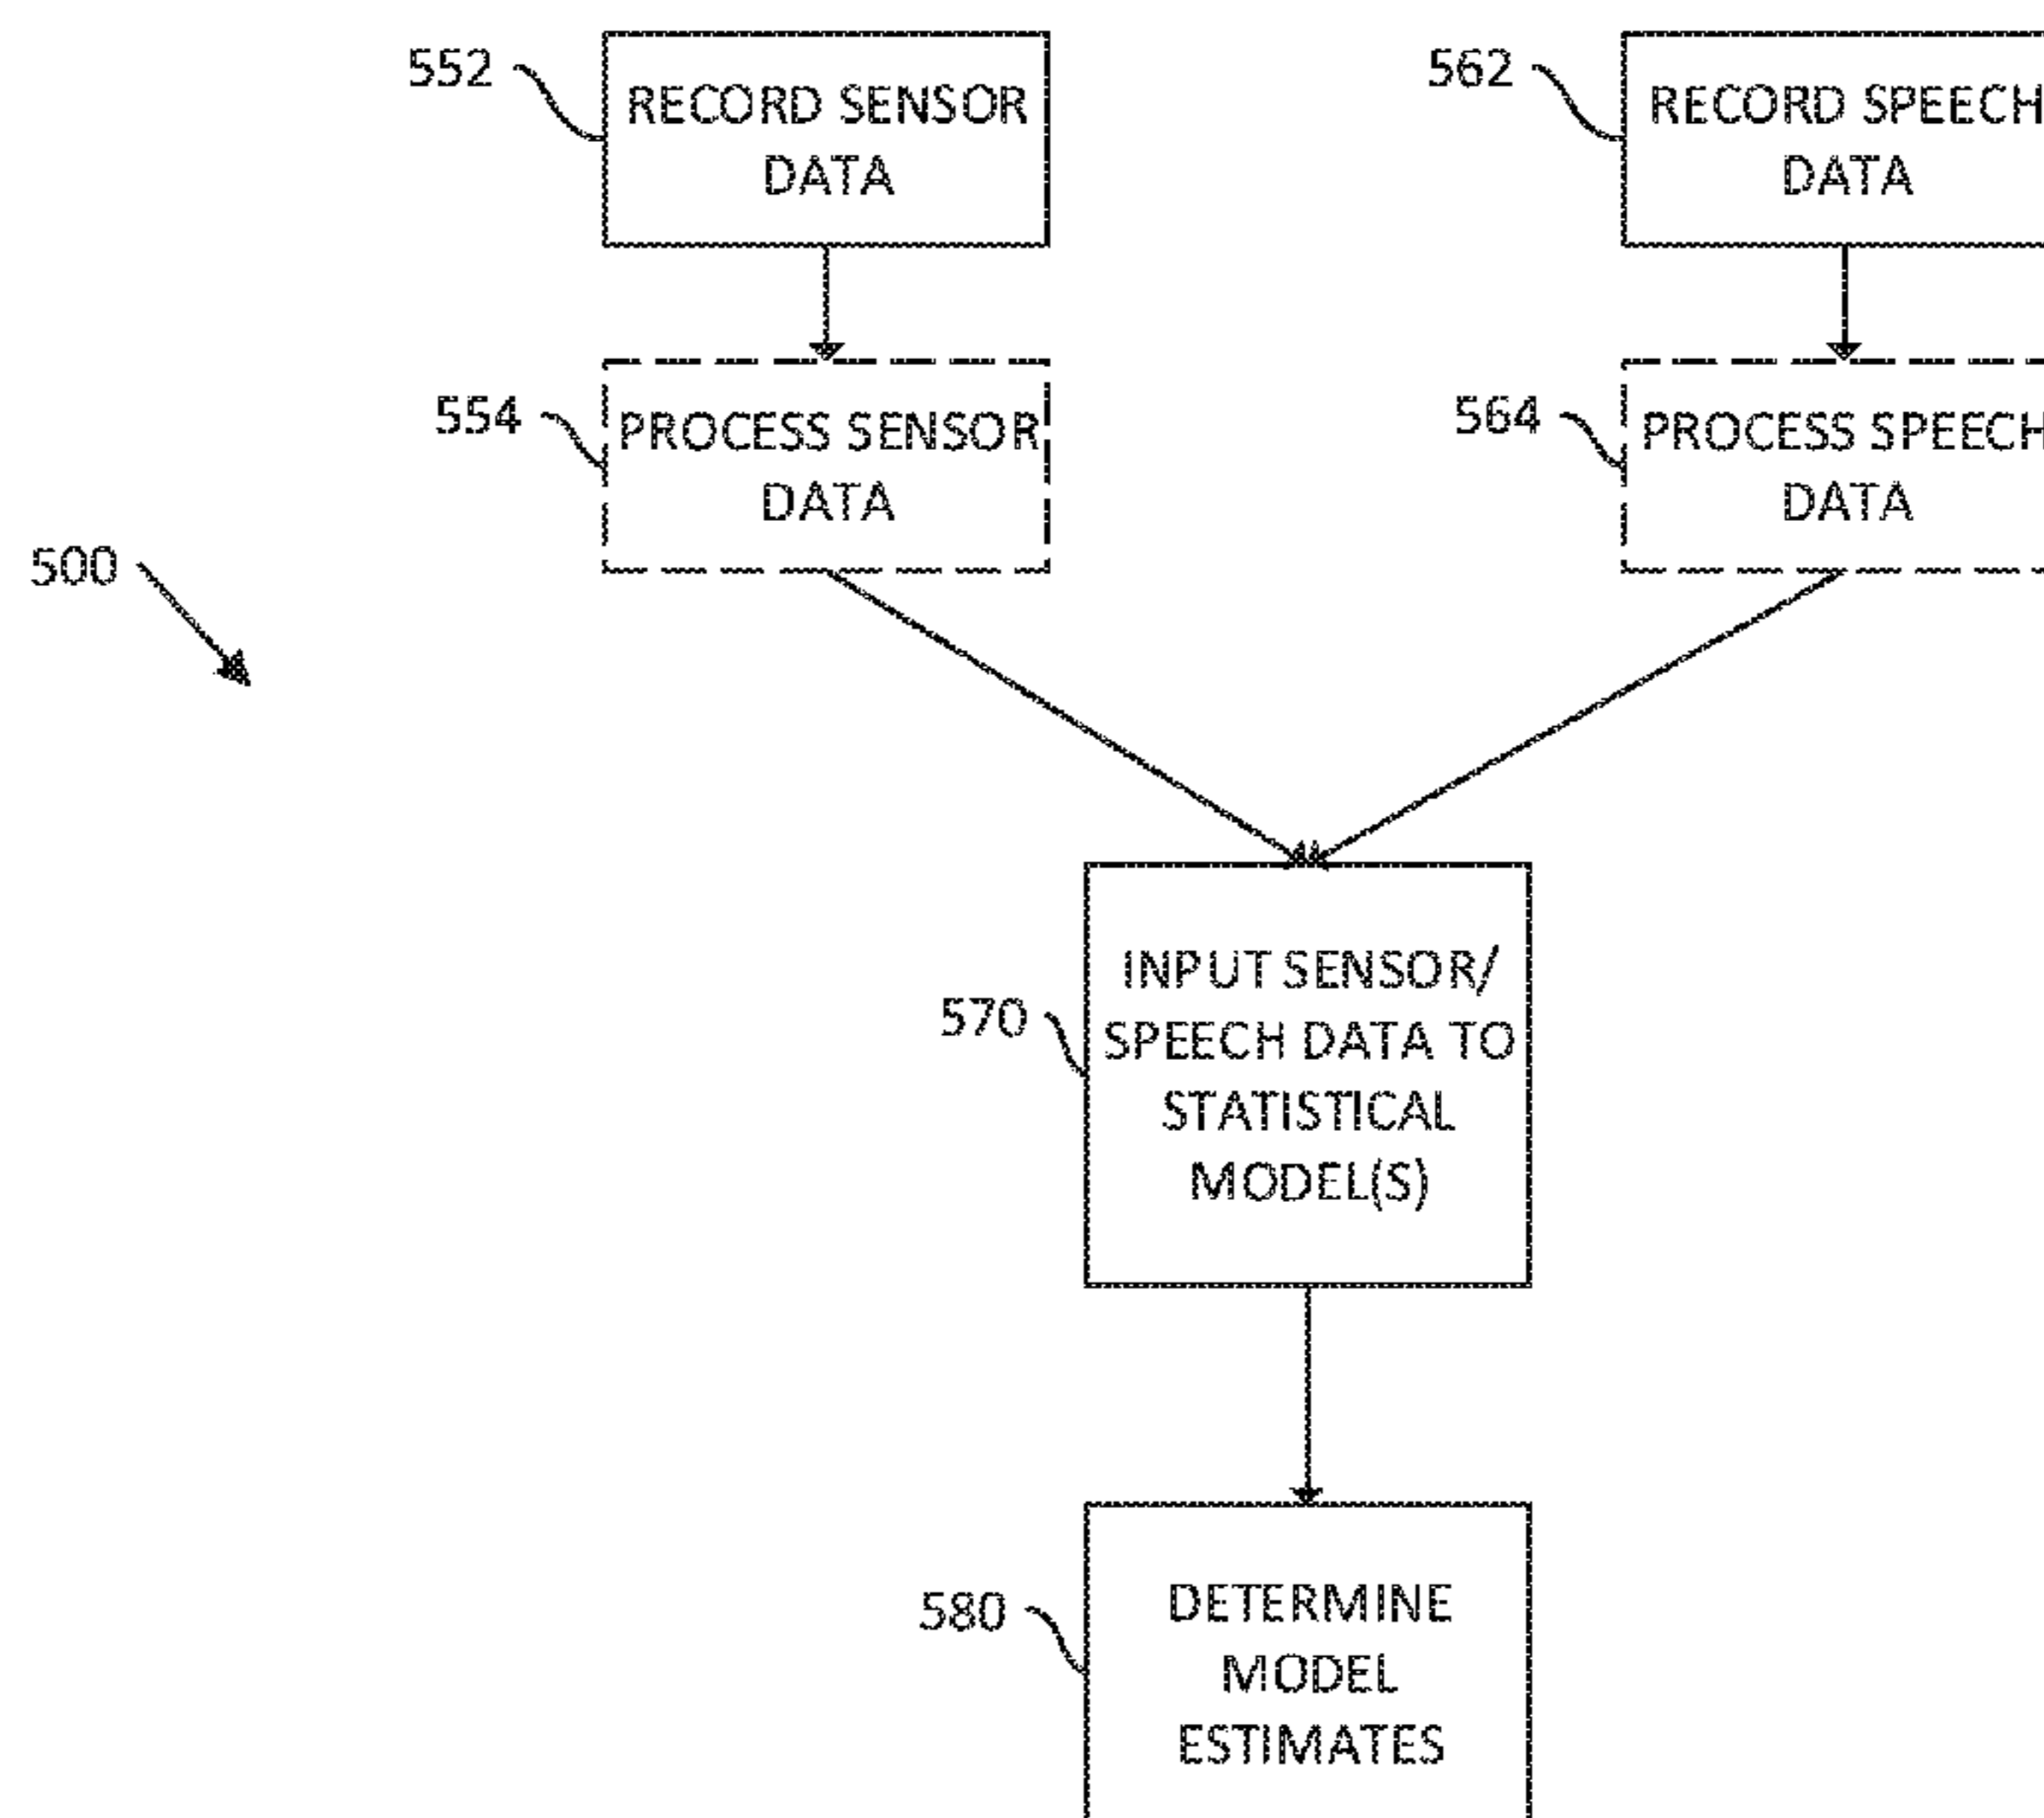 552
RECORD SENSOR
DATA
562
RECORD SPEECH
DATA
554
PROCESS SENSOR
DATA
564
PROCESS SPEECH
DATA
500
570
INPUT SENSOR/
SPEECH DATA TO
STATISTICAL
MODEL(S)
580
DETERMINE
MODEL
ESTIMATES